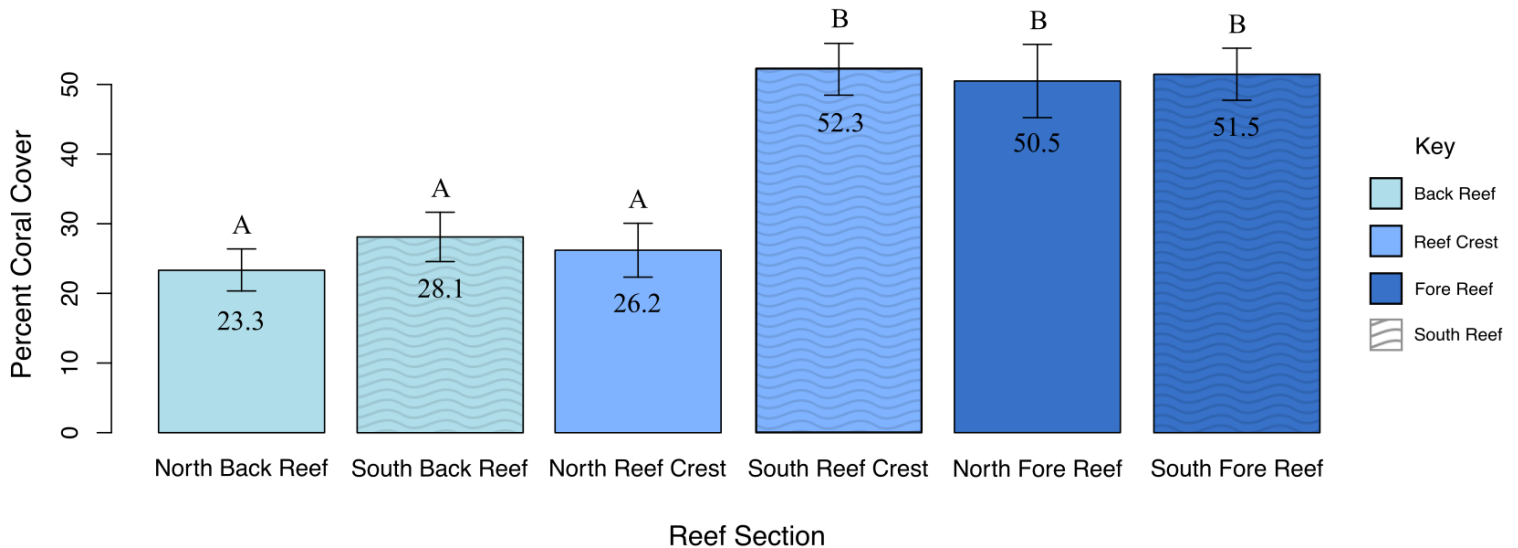 B
B
B
A
A
A
50
40
30
20
10
0
Percent Coral Cover
23.3
28.1
26.2
52.3
50.5
51.5
North Back Reef
South Back Reef
North Reef Crest
South Reef Crest
North Fore Reef
South Fore Reef
Reef Section
Key
Back Reef
Reef Crest
Fore Reef
South Reef